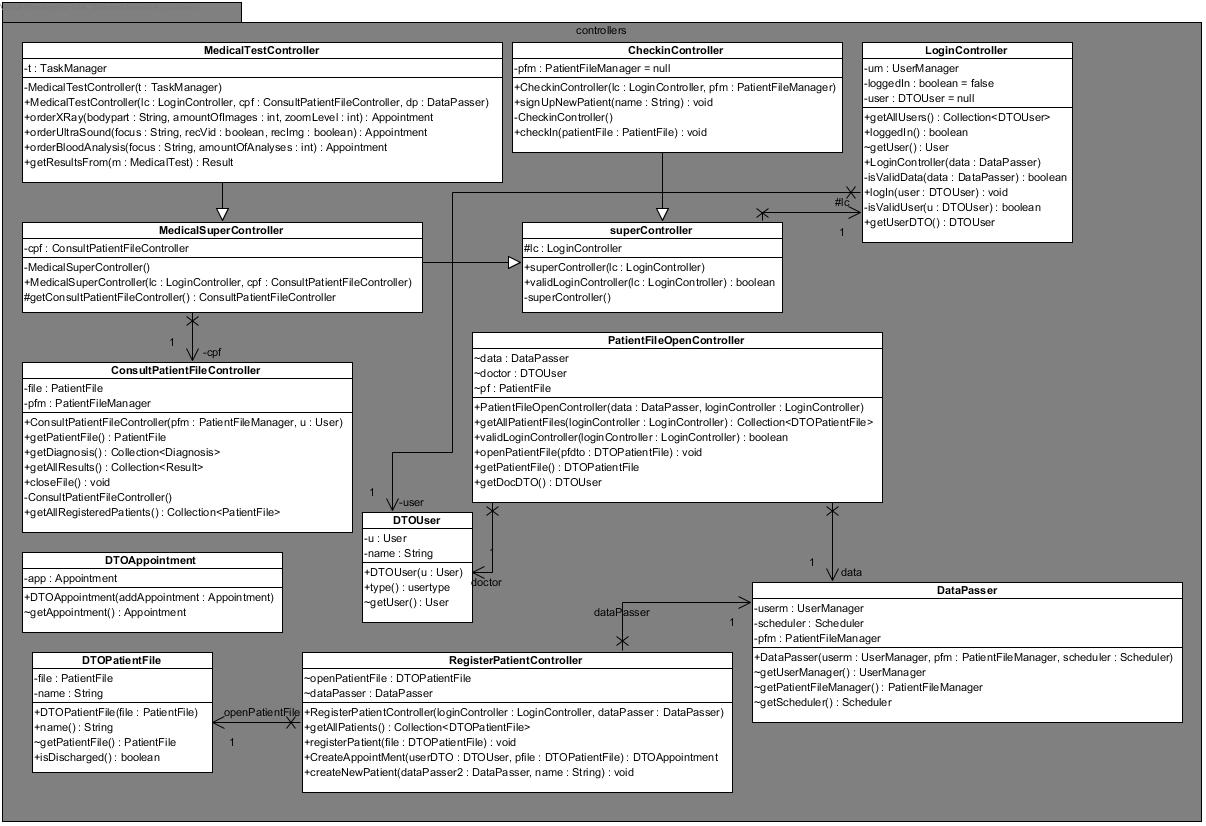 controllers
MedicalTestController
-t : TaskManager
-MedicalTestController(t : TaskManager)
+MedicalTestController(lc : LoginController, cpf : ConsultPatientFileController, dp : DataPasser)
+orderXRay(bodypart : String, amountOfImages : int, zoomLevel : int) : Appointment
+orderUltraSound(focus : String, recVid : boolean, recImg : boolean) : Appointment
+orderBloodAnalysis(focus : String, amountOfAnalyses : int) : Appointment
+getResultsFrom(m : MedicalTest) : Result
CheckinController
-pfm : PatientFileManager = null
+CheckinController(lc : LoginController, pfm : PatientFileManager)
+signUpNewPatient(name : String) : void
-CheckinController()
+checkIn(patientFile : PatientFile) : void
LoginController
-um : UserManager
-loggedIn : boolean = false
-user : DTOUser = null
+getAllUsers() : Collection<DTOUser>
+loggedIn() : boolean
~getUser() : User
+LoginController(data : DataPasser)
-isValidData(data : DataPasser) : boolean
+logIn(user : DTOUser) : void
-isValidUser(u : DTOUser) : boolean
+getUserDTO() : DTOUser
#lc
1
MedicalSuperController
-cpf : ConsultPatientFileController
-MedicalSuperController()
+MedicalSuperController(lc : LoginController, cpf : ConsultPatientFileController)
#getConsultPatientFileController() : ConsultPatientFileController
superController
#lc : LoginController
+superController(lc : LoginController)
+validLoginController(lc : LoginController) : boolean
-superController()
1
-cpf
ConsultPatientFileController
-file : PatientFile
-pfm : PatientFileManager
+ConsultPatientFileController(pfm : PatientFileManager, u : User)
+getPatientFile() : PatientFile
+getDiagnosis() : Collection<Diagnosis>
+getAllResults() : Collection<Result>
+closeFile() : void
-ConsultPatientFileController()
+getAllRegisteredPatients() : Collection<PatientFile>
PatientFileOpenController
~data : DataPasser
~doctor : DTOUser
~pf : PatientFile
+PatientFileOpenController(data : DataPasser, loginController : LoginController)
+getAllPatientFiles(loginController : LoginController) : Collection<DTOPatientFile>
+validLoginController(loginController : LoginController) : boolean
+openPatientFile(pfdto : DTOPatientFile) : void
+getPatientFile() : DTOPatientFile
+getDocDTO() : DTOUser
1
-user
DTOUser
-u : User
-name : String
+DTOUser(u : User)
+type() : usertype
~getUser() : User
1
doctor
1
data
DTOAppointment
-app : Appointment
+DTOAppointment(addAppointment : Appointment)
~getAppointment() : Appointment
DataPasser
-userm : UserManager
-scheduler : Scheduler
-pfm : PatientFileManager
+DataPasser(userm : UserManager, pfm : PatientFileManager, scheduler : Scheduler)
~getUserManager() : UserManager
~getPatientFileManager() : PatientFileManager
~getScheduler() : Scheduler
dataPasser
1
DTOPatientFile
-file : PatientFile
-name : String
+DTOPatientFile(file : PatientFile)
+name() : String
~getPatientFile() : PatientFile
+isDischarged() : boolean
openPatientFile
1
RegisterPatientController
~openPatientFile : DTOPatientFile
~dataPasser : DataPasser
+RegisterPatientController(loginController : LoginController, dataPasser : DataPasser)
+getAllPatients() : Collection<DTOPatientFile>
+registerPatient(file : DTOPatientFile) : void
+CreateAppointMent(userDTO : DTOUser, pfile : DTOPatientFile) : DTOAppointment
+createNewPatient(dataPasser2 : DataPasser, name : String) : void